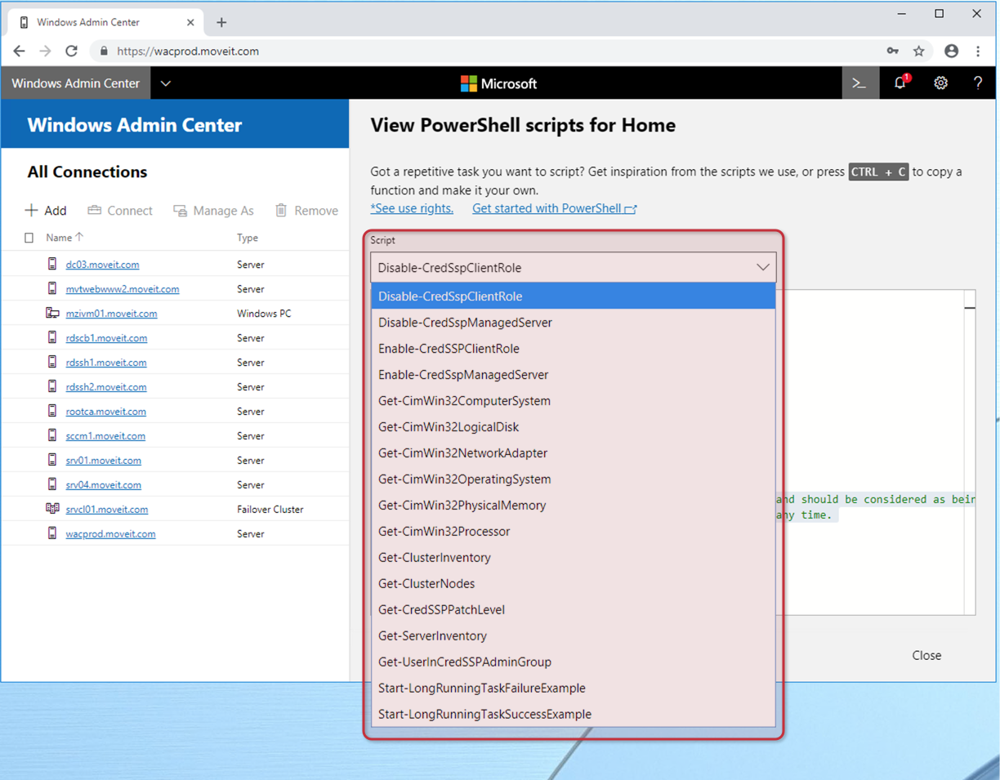 Windows Admin Center
https://wacprod.moveit.com
Windows Admin Center
Microsoft
>_
1
?
Windows Admin Center
All Connections
Add Connect Manage As Remove
Name Type
dc03.moveit.com Server
mvtwebwww2.moveit.com Server
mzivm01.moveit.com Windows PC
rdscb1.moveit.com Server
rdssh1.moveit.com Server
rdssh2.moveit.com Server
rootca.moveit.com Server
sccm1.moveit.com Server
srv01.moveit.com Server
srv04.moveit.com Server
srvcl01.moveit.com Failover Cluster
wacprod.moveit.com Server
View PowerShell scripts for Home
Got a repetitive task you want to script? Get inspiration from the scripts we use, or press CTRL + C to copy a
function and make it your own.
*See use rights. Get started with PowerShell
Script
Disable-CredSspClientRole
Disable-CredSspClientRole
Disable-CredSspManagedServer
Enable-CredSSPClientRole
Enable-CredSspManagedServer
Get-CimWin32ComputerSystem
Get-CimWin32LogicalDisk
Get-CimWin32NetworkAdapter
Get-CimWin32OperatingSystem
Get-CimWin32PhysicalMemory
Get-CimWin32Processor
Get-ClusterInventory
Get-ClusterNodes
Get-CredSSPPatchLevel
Get-ServerInventory
Get-UserInCredSSPAdminGroup
Start-LongRunningTaskFailureExample
Start-LongRunningTaskSuccessExample
and should be considered as bein
any time.
Close